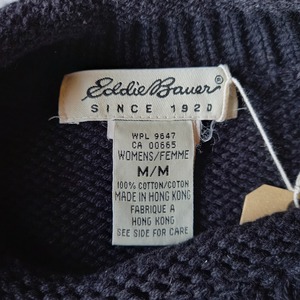 Eddie Bauer®
SINCE 1920
WPL 9647
CA 00665
WOMENS/FEMME
M/M
100% COTTON/COTON
MADE IN HONG KONG
FABRIQUE A
HONG KONG
SEE SIDE FOR CARE